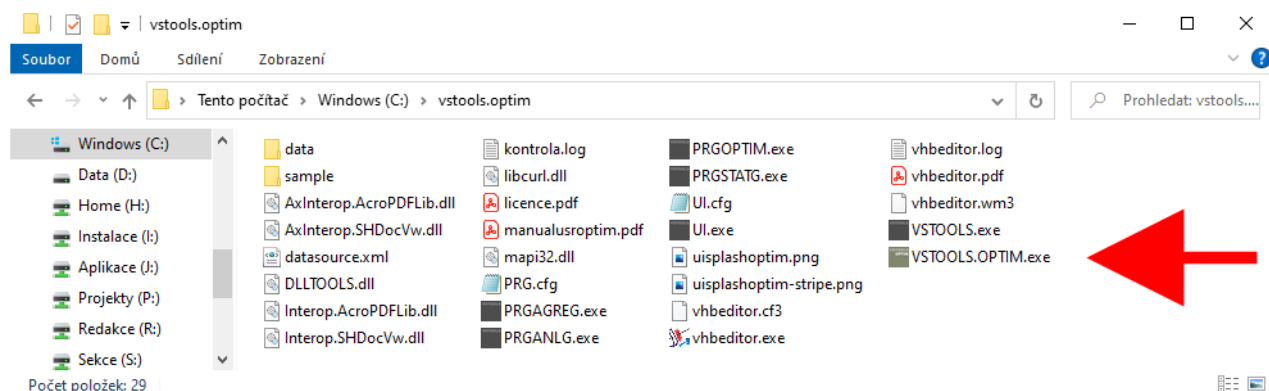 vstools.optim
Soubor Domů Sdílení Zobrazení
Tento počítač > Windows (C:) > vstools.optim
Prohledat: vstools....
Windows (C:)
Data (D:)
Home (H:)
Instalace (I:)
Aplikace (J:)
Projekty (P:)
Redakce (R:)
Sekce (S:)
data
sample
AxInterop.AcroPDFLib.dll
AxInterop.SHDocVw.dll
datasource.xml
DLLTOOLS.dll
Interop.AcroPDFLib.dll
Interop.SHDocVw.dll
kontrola.log
libcurl.dll
licence.pdf
manualusroptim.pdf
mapi32.dll
PRG.cfg
PRGAGREG.exe
PRGANLG.exe
PRGOPTIM.exe
PRGSTATG.exe
UI.cfg
UI.exe
uisplashoptim.png
uisplashoptim-stripe.png
vhbeditor.cf3
vhbeditor.exe
vhbeditor.log
vhbeditor.pdf
vhbeditor.wm3
VSTOOLS.exe
VSTOOLS.OPTIM.exe
Počet položek: 29